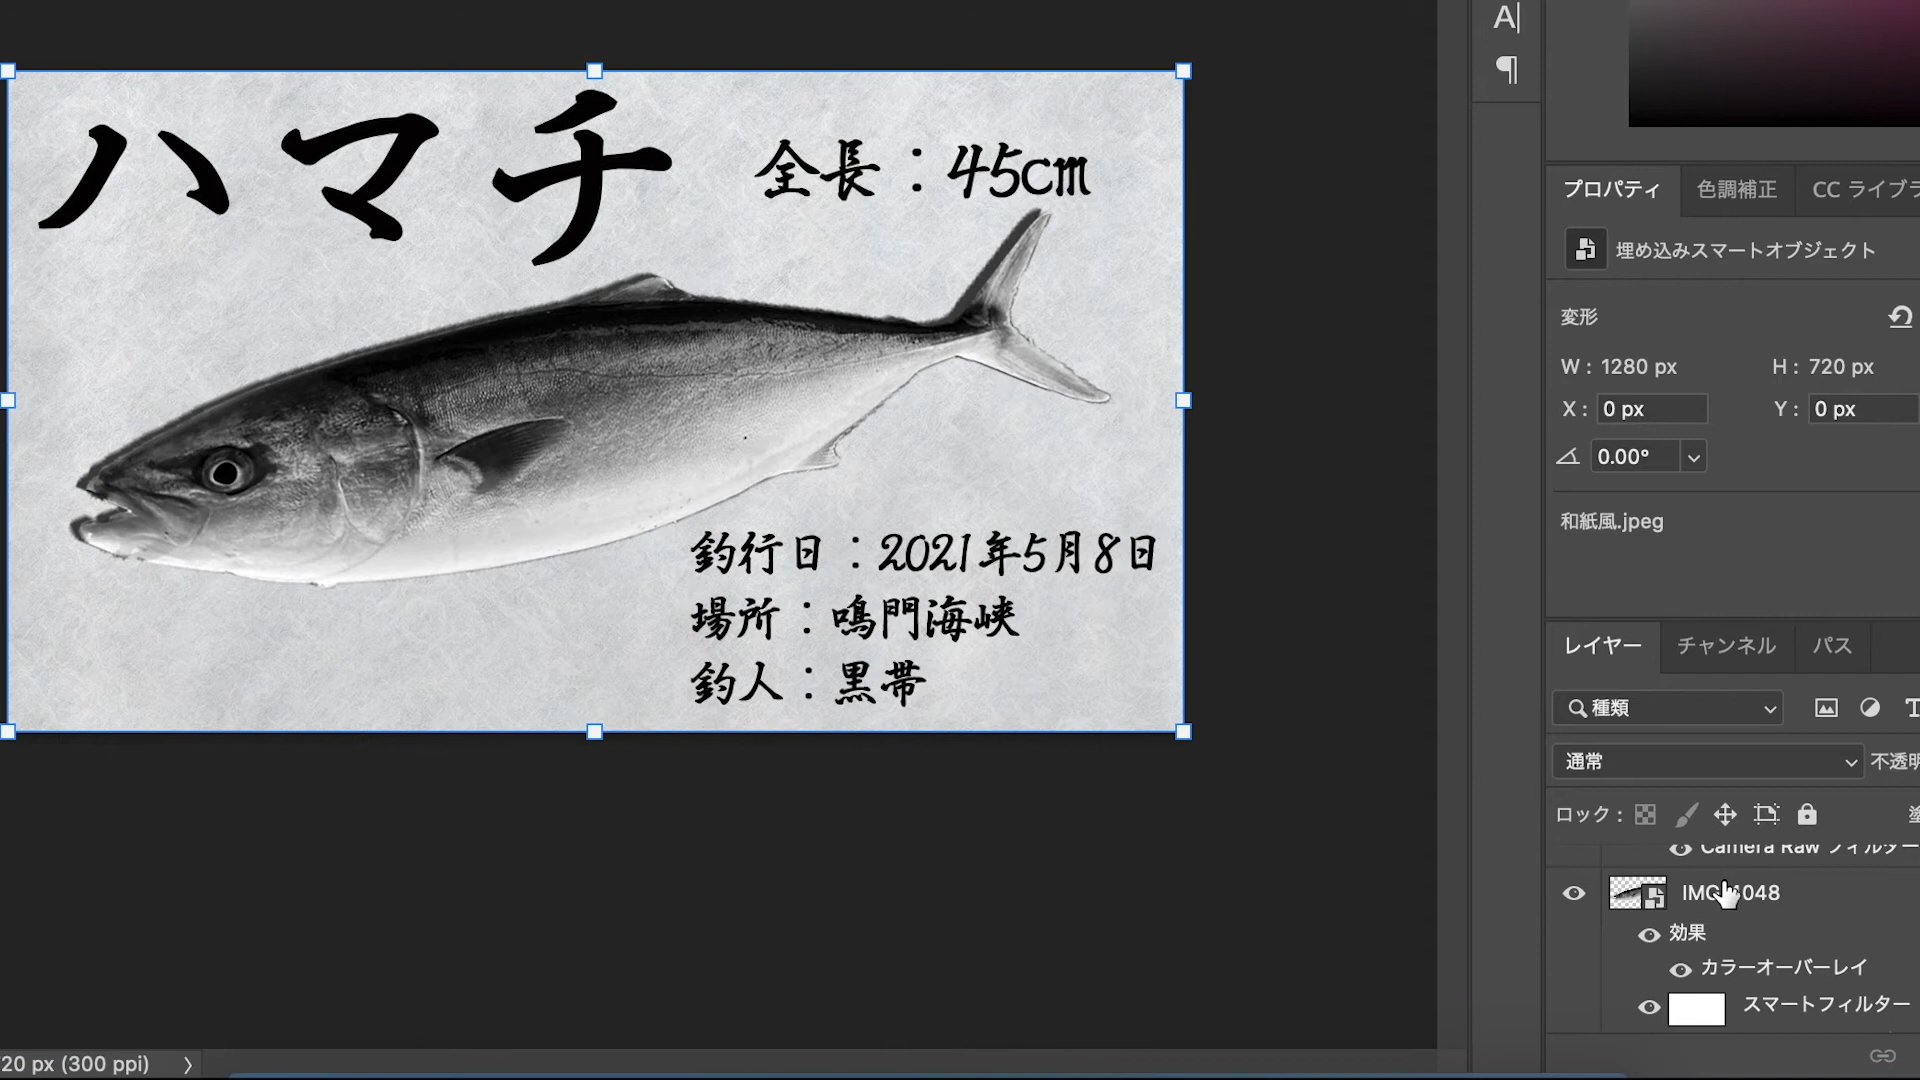 ハマチ
全長：45cm
釣行日：2021年5月8日
場所：鳴門海峡
釣人：黒帯
A|
プロパティ 色調補正 CC ライブラ
埋め込みスマートオブジェクト
変形
W： 1280 px H： 720 px
X： 0 px Y： 0 px
0.00°
和紙風.jpeg
レイヤー チャンネル パス
種類
通常 不透明
ロック：
Camera Raw フィルター
効果
カラーオーバーレイ
スマートフィルター
20 px (300 ppi)